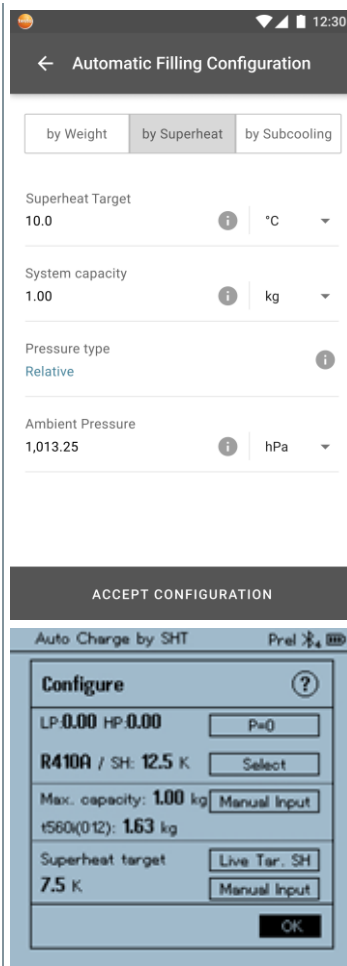 12:30
Automatic Filling Configuration
by Weight by Superheat by Subcooling
Superheat Target
10.0 °C
System capacity
1.00 kg
Pressure type
Relative
Ambient Pressure
1,013.25 hPa
ACCEPT CONFIGURATION
Auto Charge by SHT Prel 4
Configure ?
LP:0.00 HP:0.00 P=0
R410A / SH: 12.5 K Select
Max. capacity: 1.00 kg Manual Input
t560i(012): 1.63 kg
Superheat target Live Tar. SH
7.5 K Manual Input
OK